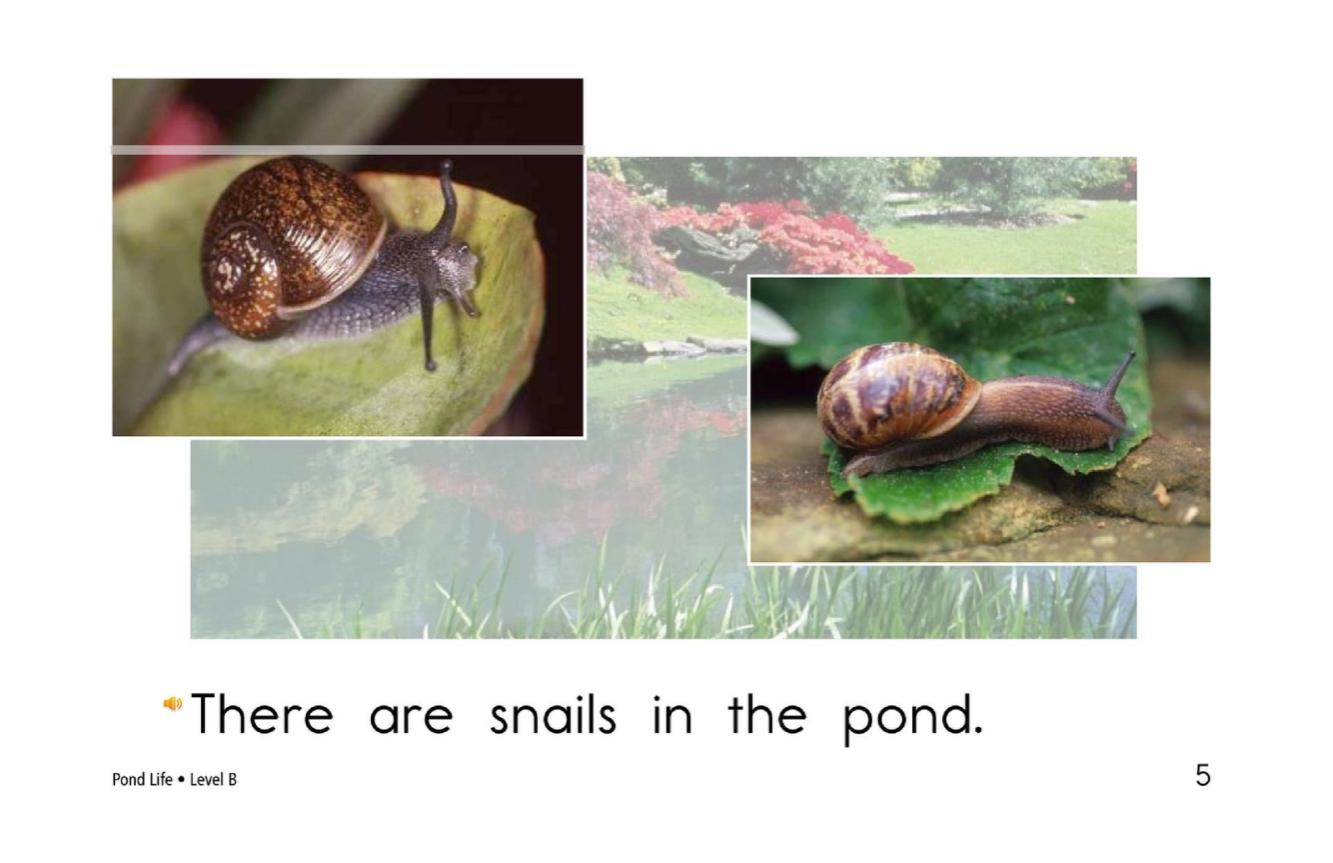 There are snails in the pond.
Pond Life • Level B
5